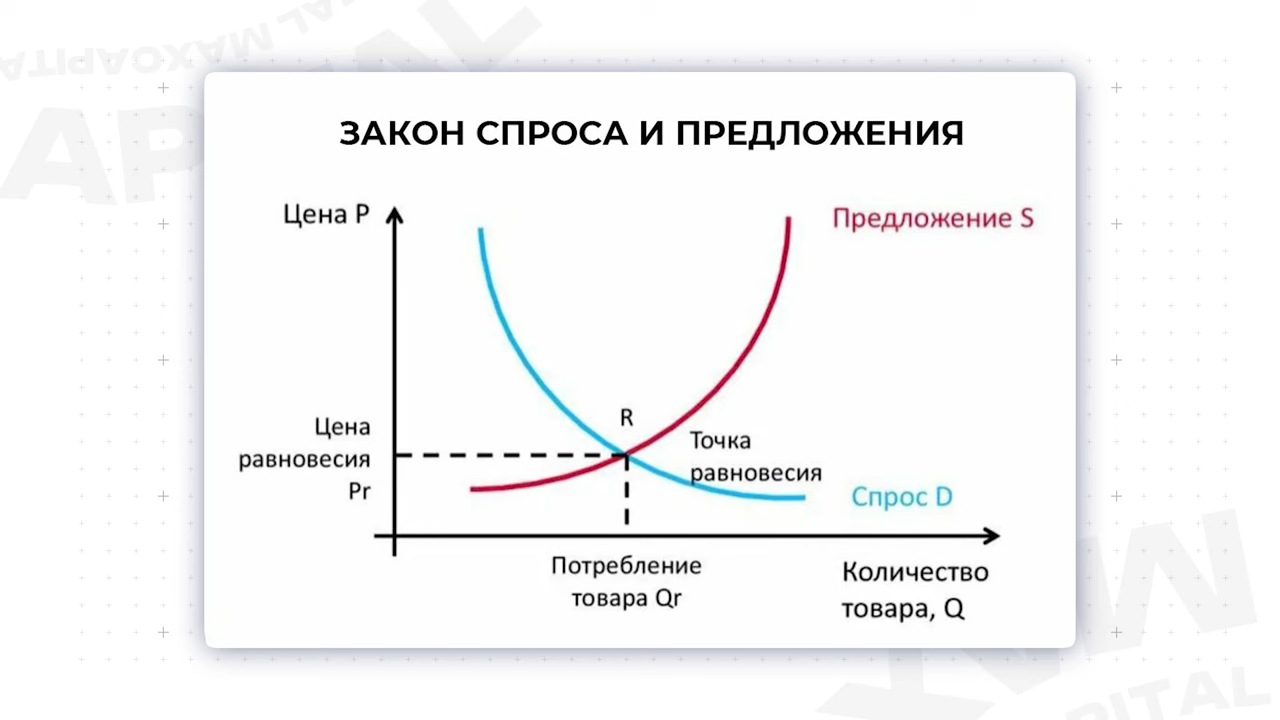 ЗАКОН СПРОСА И ПРЕДЛОЖЕНИЯ
Цена P
Предложение S
R
Цена
равновесия
Pr
Точка
равновесия
Спрос D
Потребление
товара Qr
Количество
товара, Q